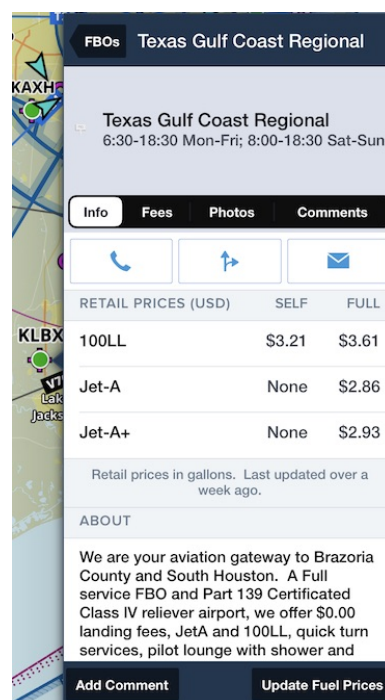 FBOs Texas Gulf Coast Regional
KAXH
Texas Gulf Coast Regional
6:30-18:30 Mon-Fri; 8:00-18:30 Sat-Sun
Info Fees Photos Comments
RETAIL PRICES (USD) SELF FULL
KLBX
100LL $3.21 $3.61
Jet-A None $2.86
Lak
Jacks
Jet-A+ None $2.93
Retail prices in gallons. Last updated over a
week ago.
ABOUT
We are your aviation gateway to Brazoria
County and South Houston. A Full
service FBO and Part 139 Certificated
Class IV reliever airport, we offer $0.00
landing fees, JetA and 100LL, quick turn
services, pilot lounge with shower and
Add Comment Update Fuel Prices